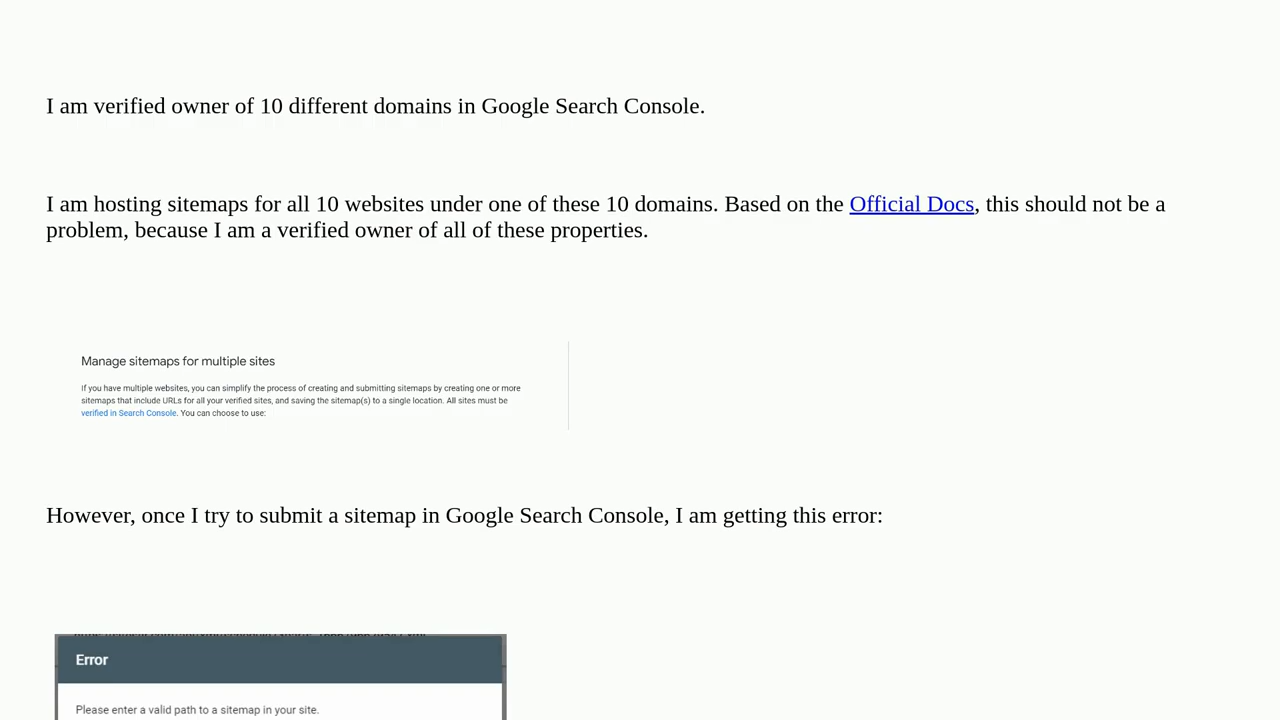 I am verified owner of 10 different domains in Google Search Console.
I am hosting sitemaps for all 10 websites under one of these 10 domains. Based on the Official Docs, this should not be a
problem, because I am a verified owner of all of these properties.
Manage sitemaps for multiple sites
If you have multiple websites, you can simplify the process of creating and submitting sitemaps by creating one or more
sitemaps that include URLs for all your verified sites, and saving the sitemap(s) to a single location. All sites must be
verified in Search Console. You can choose to use:
However, once I try to submit a sitemap in Google Search Console, I am getting this error:
Error
Please enter a valid path to a sitemap in your site.